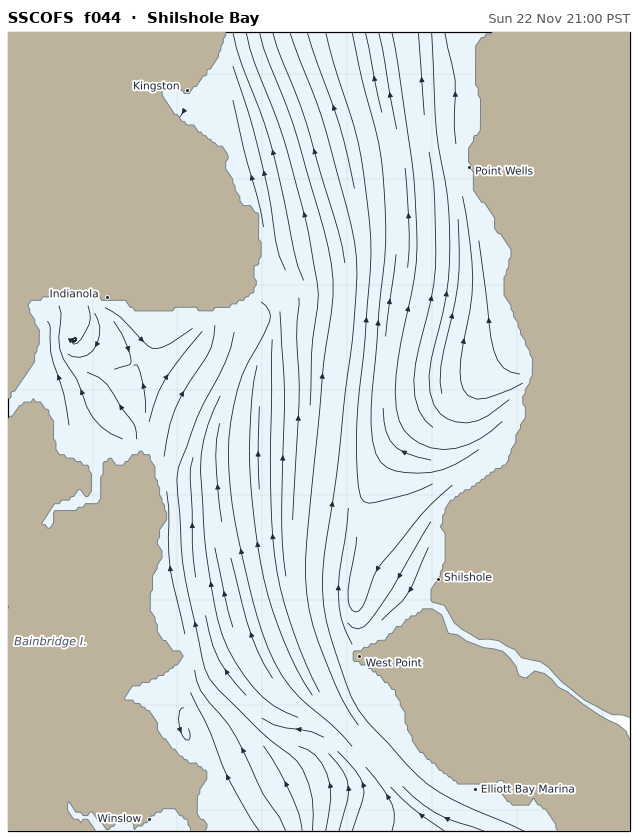 SSCOFS f044 · Shilshole Bay
Sun 22 Nov 21:00 PST
Kingston
Point Wells
Indianola
Shilshole
Bainbridge I.
West Point
Elliott Bay Marina
Winslow